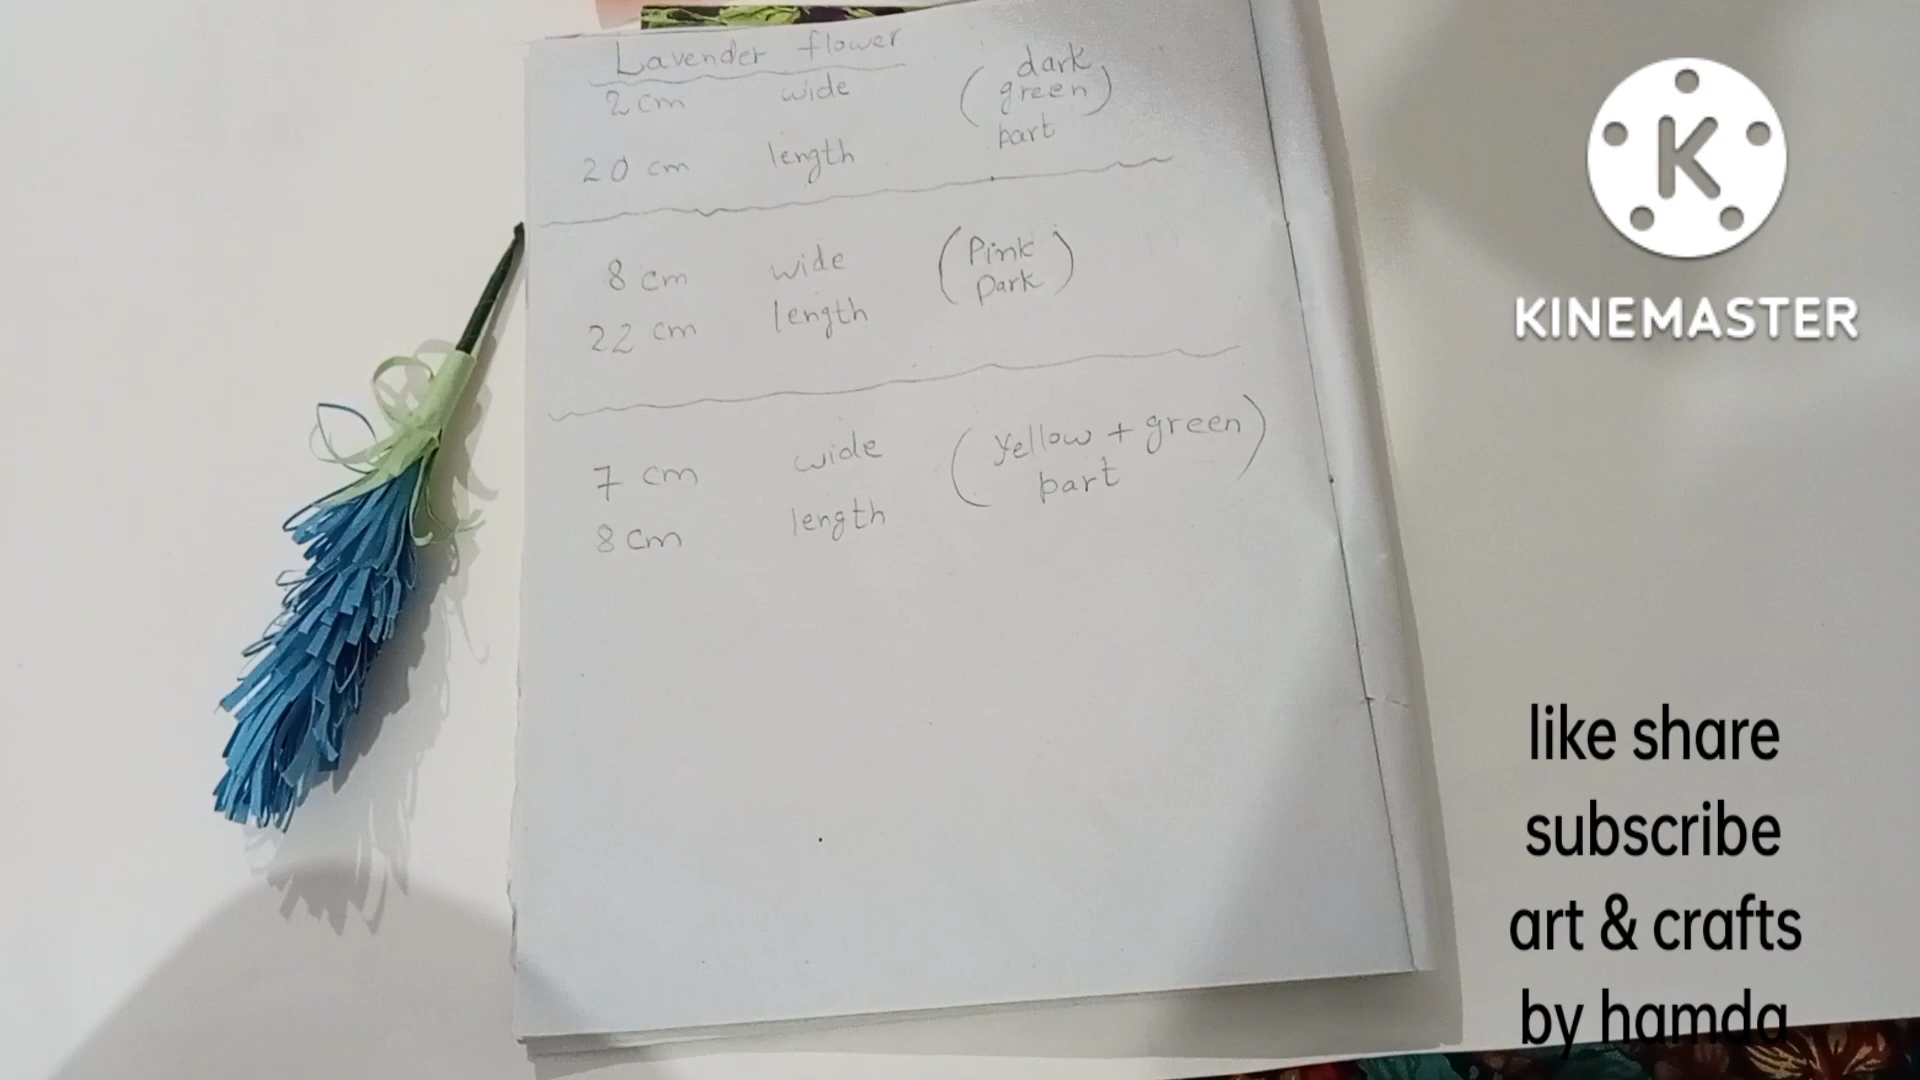 Lavender flower
2 cm wide (dark green) part
20 cm length
8 cm wide (Pink Park)
22 cm length
7 cm wide (yellow + green) part
8 cm length
K
KINEMASTER
like share
subscribe
art & crafts
by hamda